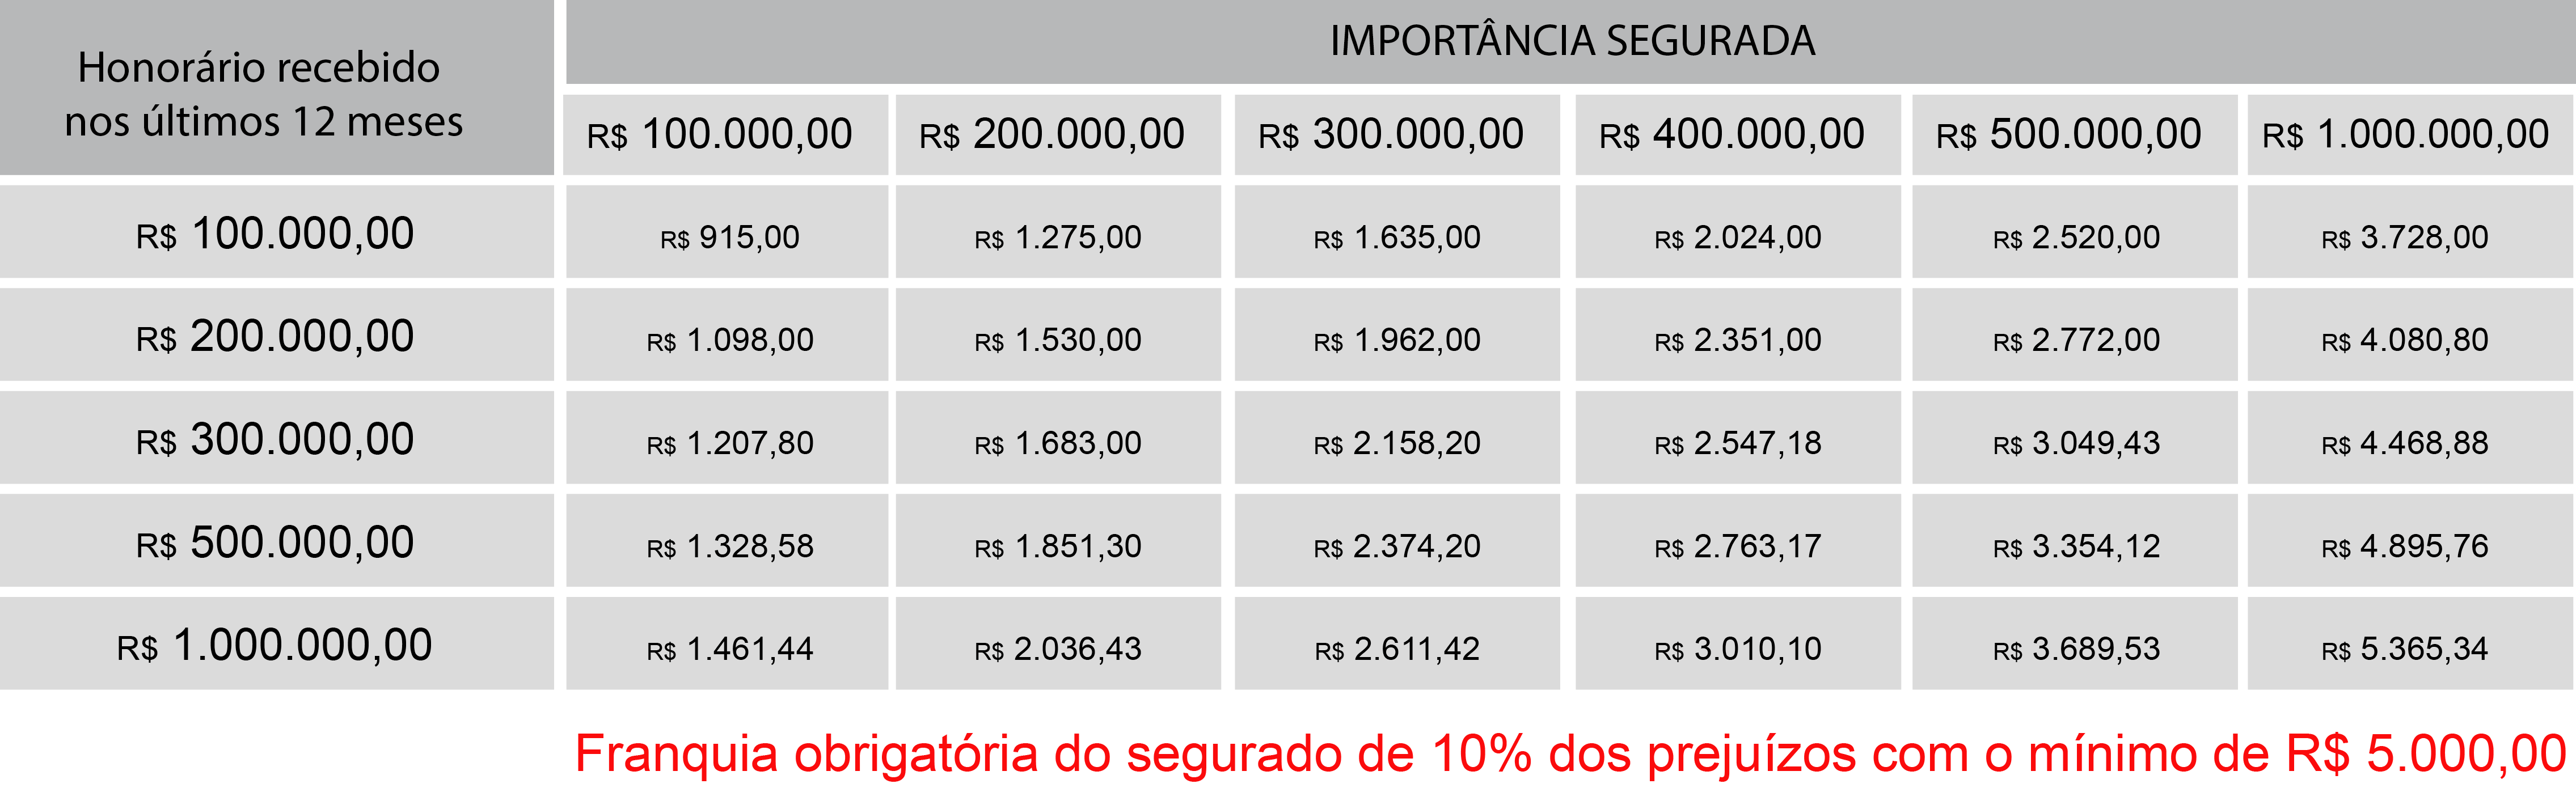 Honorário recebido
nos últimos 12 meses
IMPORTÂNCIA SEGURADA
R$ 100.000,00 R$ 200.000,00 R$ 300.000,00 R$ 400.000,00 R$ 500.000,00 R$ 1.000.000,00
R$ 100.000,00 R$ 915,00 R$ 1.275,00 R$ 1.635,00 R$ 2.024,00 R$ 2.520,00 R$ 3.728,00
R$ 200.000,00 R$ 1.098,00 R$ 1.530,00 R$ 1.962,00 R$ 2.351,00 R$ 2.772,00 R$ 4.080,80
R$ 300.000,00 R$ 1.207,80 R$ 1.683,00 R$ 2.158,20 R$ 2.547,18 R$ 3.049,43 R$ 4.468,88
R$ 500.000,00 R$ 1.328,58 R$ 1.851,30 R$ 2.374,20 R$ 2.763,17 R$ 3.354,12 R$ 4.895,76
R$ 1.000.000,00 R$ 1.461,44 R$ 2.036,43 R$ 2.611,42 R$ 3.010,10 R$ 3.689,53 R$ 5.365,34
Franquia obrigatória do segurado de 10% dos prejuízos com o mínimo de R$ 5.000,00